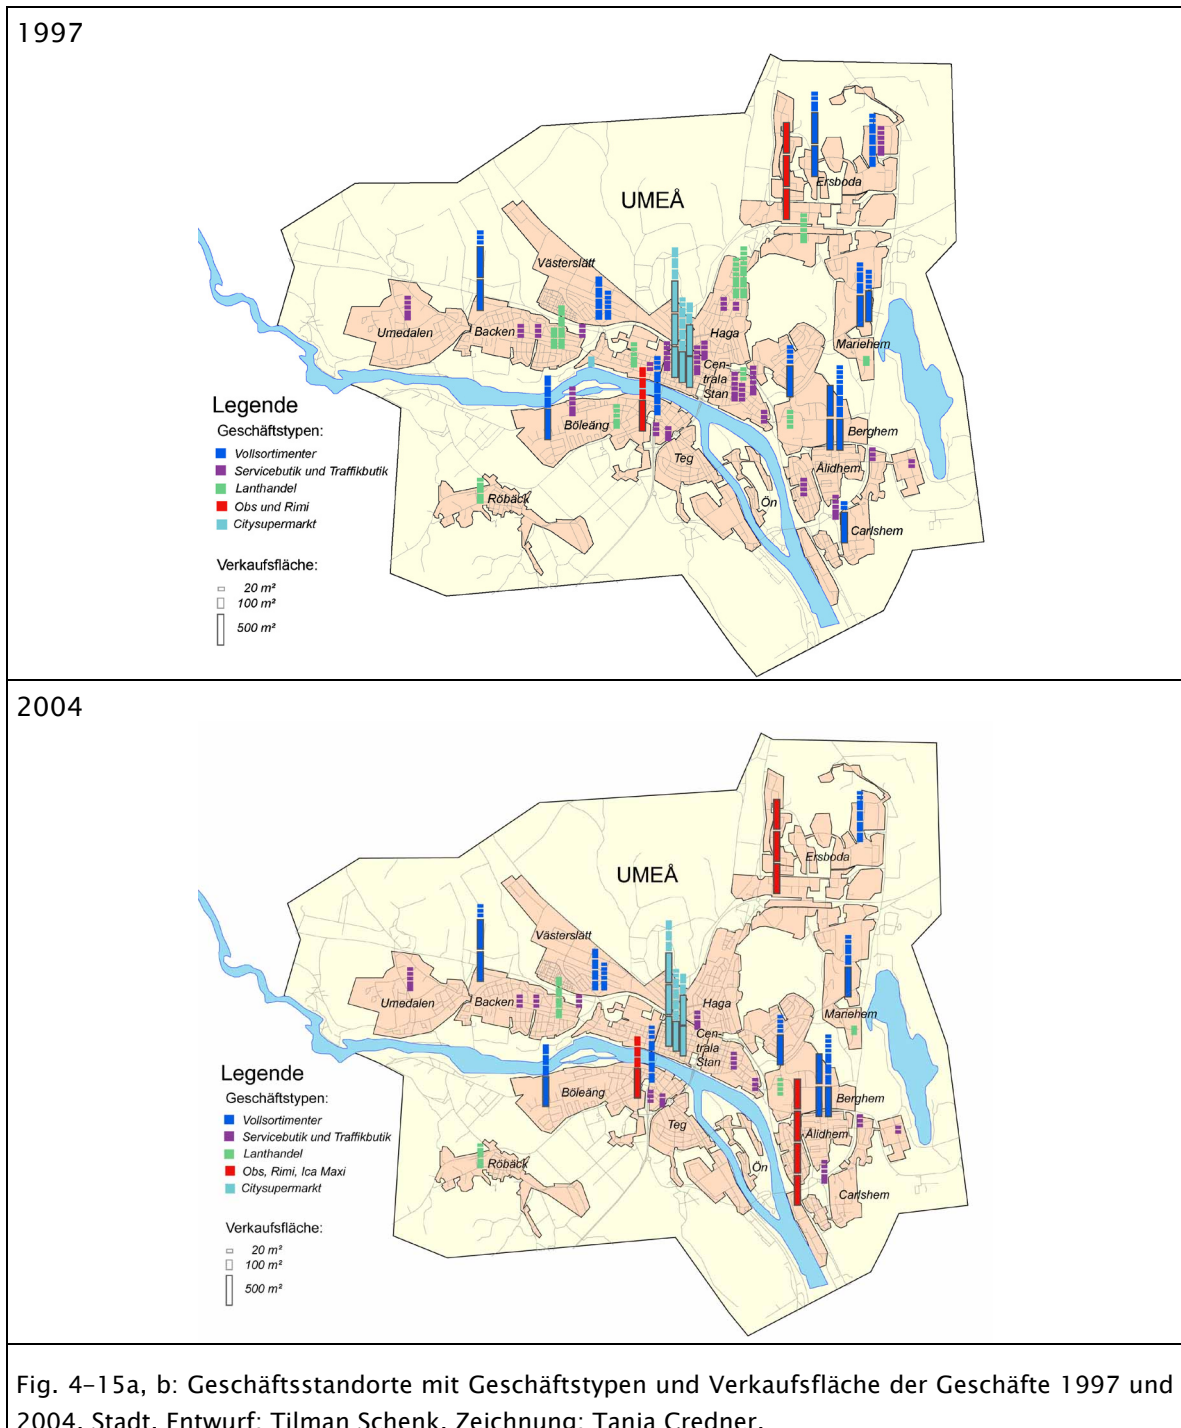 1997
UMEÅ
Ersboda
Västerslätt
Umedalen
Backen
Haga
Mariehem
Cen-
trala
Stan
Böleäng
Berghem
Teg
Ålidhem
Röbäck
Ön
Carlshem
Legende
Geschäftstypen:
Vollsortimenter
Servicebutik und Traffikbutik
Lanthandel
Obs und Rimi
Citysupermarkt
Verkaufsfläche:
20 m²
100 m²
500 m²
2004
UMEÅ
Ersboda
Västerslätt
Umedalen
Backen
Haga
Mariehem
Cen-
trala
Stan
Böleäng
Berghem
Teg
Ålidhem
Röbäck
Ön
Carlshem
Legende
Geschäftstypen:
Vollsortimenter
Servicebutik und Traffikbutik
Lanthandel
Obs, Rimi, Ica Maxi
Citysupermarkt
Verkaufsfläche:
20 m²
100 m²
500 m²
Fig. 4-15a, b: Geschäftsstandorte mit Geschäftstypen und Verkaufsfläche der Geschäfte 1997 und
2004, Stadt. Entwurf: Tilman Schenk, Zeichnung: Tanja Credner.